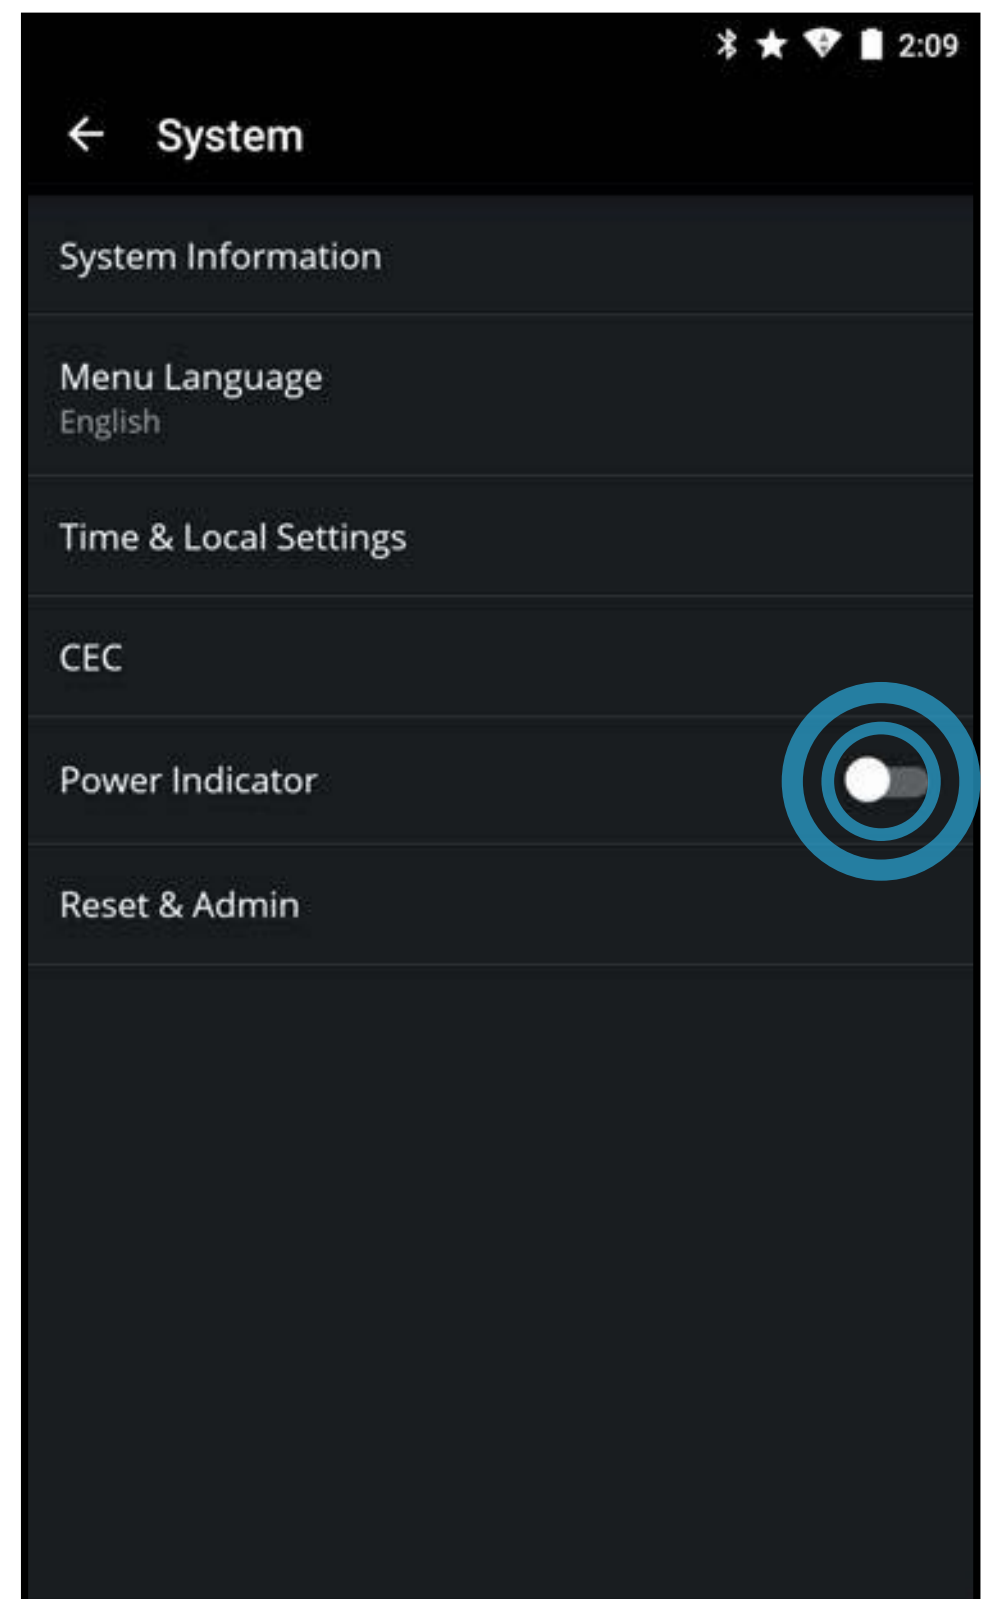 2:09
System
System Information
Menu Language
English
Time & Local Settings
CEC
Power Indicator
Reset & Admin